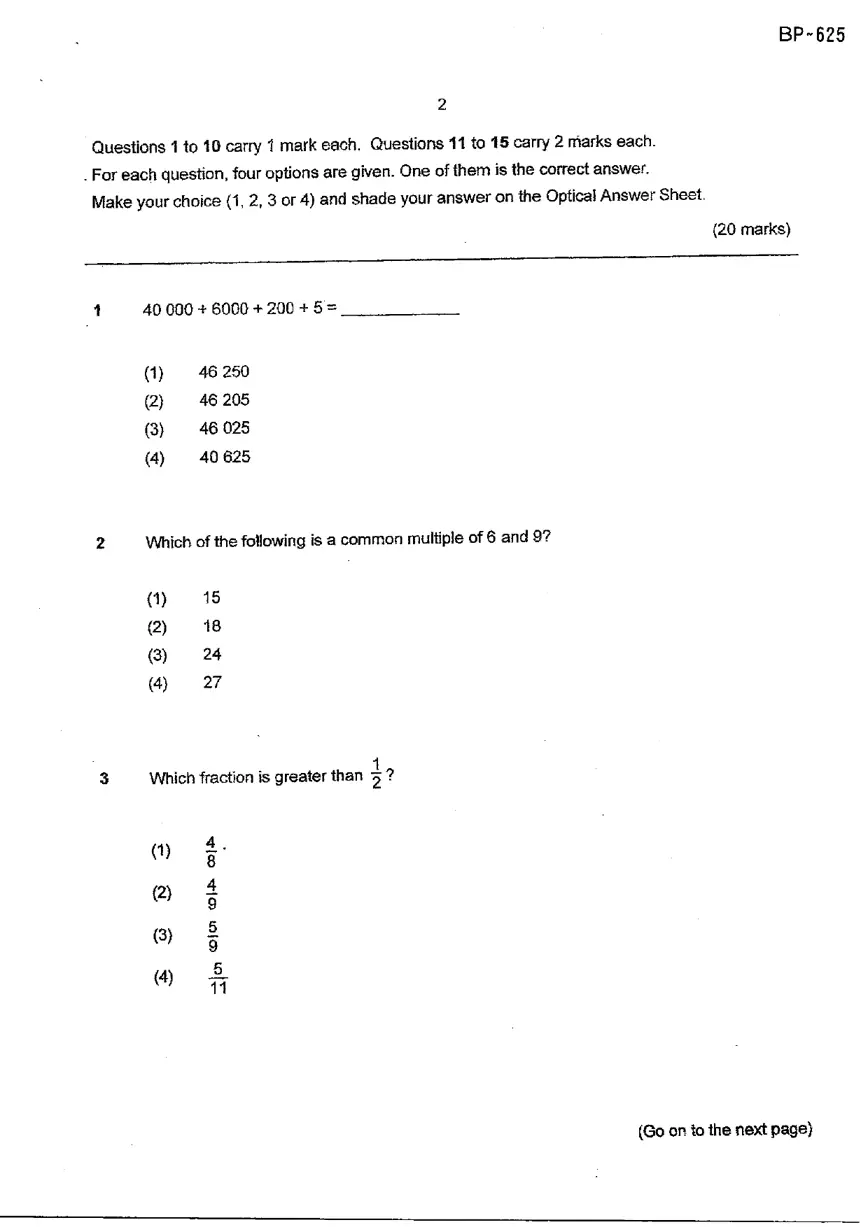 BP-625
2
Questions 1 to 10 carry 1 mark each. Questions 11 to 15 carry 2 marks each.
For each question, four options are given. One of them is the correct answer.
Make your choice (1, 2, 3 or 4) and shade your answer on the Optical Answer Sheet.
(20 marks)
1 40 000 + 6000 + 200 + 5 = ____________
(1) 46 250
(2) 46 205
(3) 46 025
(4) 40 625
2 Which of the following is a common multiple of 6 and 9?
(1) 15
(2) 18
(3) 24
(4) 27
3 Which fraction is greater than 1/2 ?
(1) 4/8
(2) 4/9
(3) 5/9
(4) 5/11
(Go on to the next page)